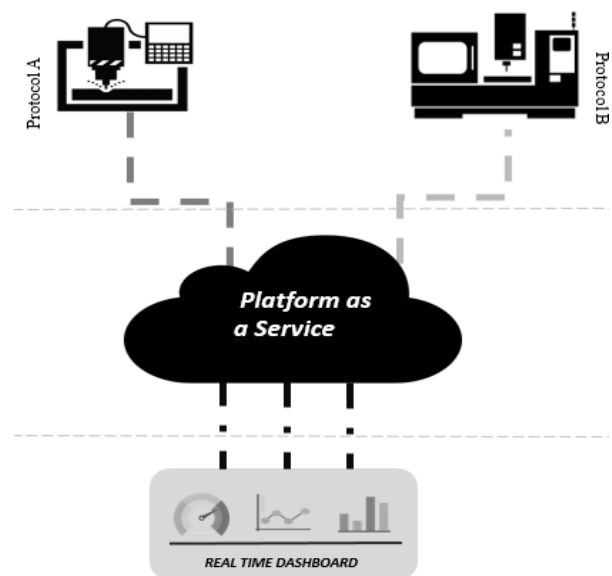 Protocol A
Protocol B
Platform as
a Service
REAL TIME DASHBOARD